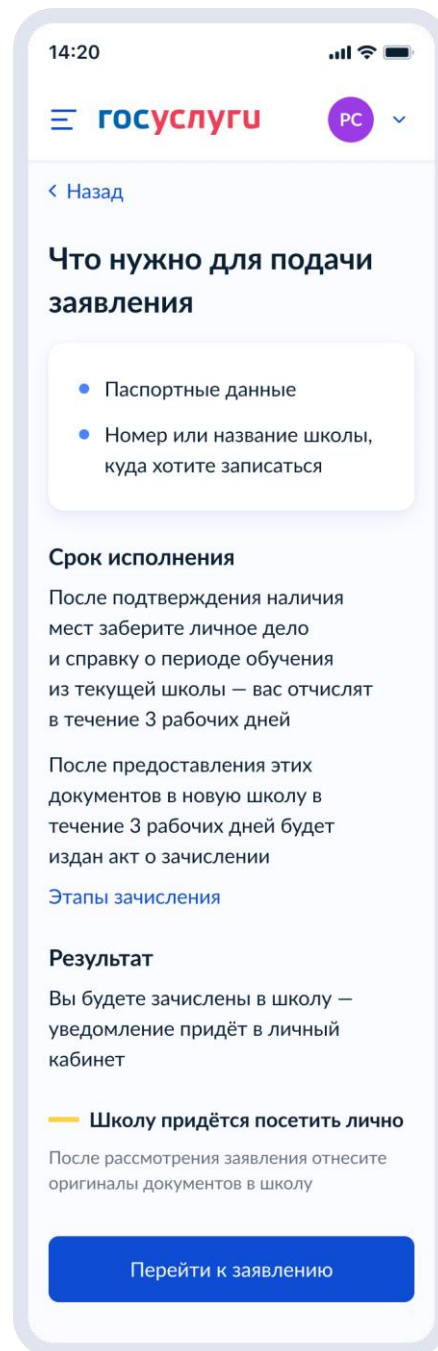 14:20
госуслуги
РС
Назад
Что нужно для подачи
заявления
Паспортные данные
Номер или название школы,
куда хотите записаться
Срок исполнения
После подтверждения наличия
мест заберите личное дело
и справку о периоде обучения
из текущей школы — вас отчислят
в течение 3 рабочих дней
После предоставления этих
документов в новую школу в
течение 3 рабочих дней будет
издан акт о зачислении
Этапы зачисления
Результат
Вы будете зачислены в школу —
уведомление придёт в личный
кабинет
Школу придётся посетить лично
После рассмотрения заявления отнесите
оригиналы документов в школу
Перейти к заявлению